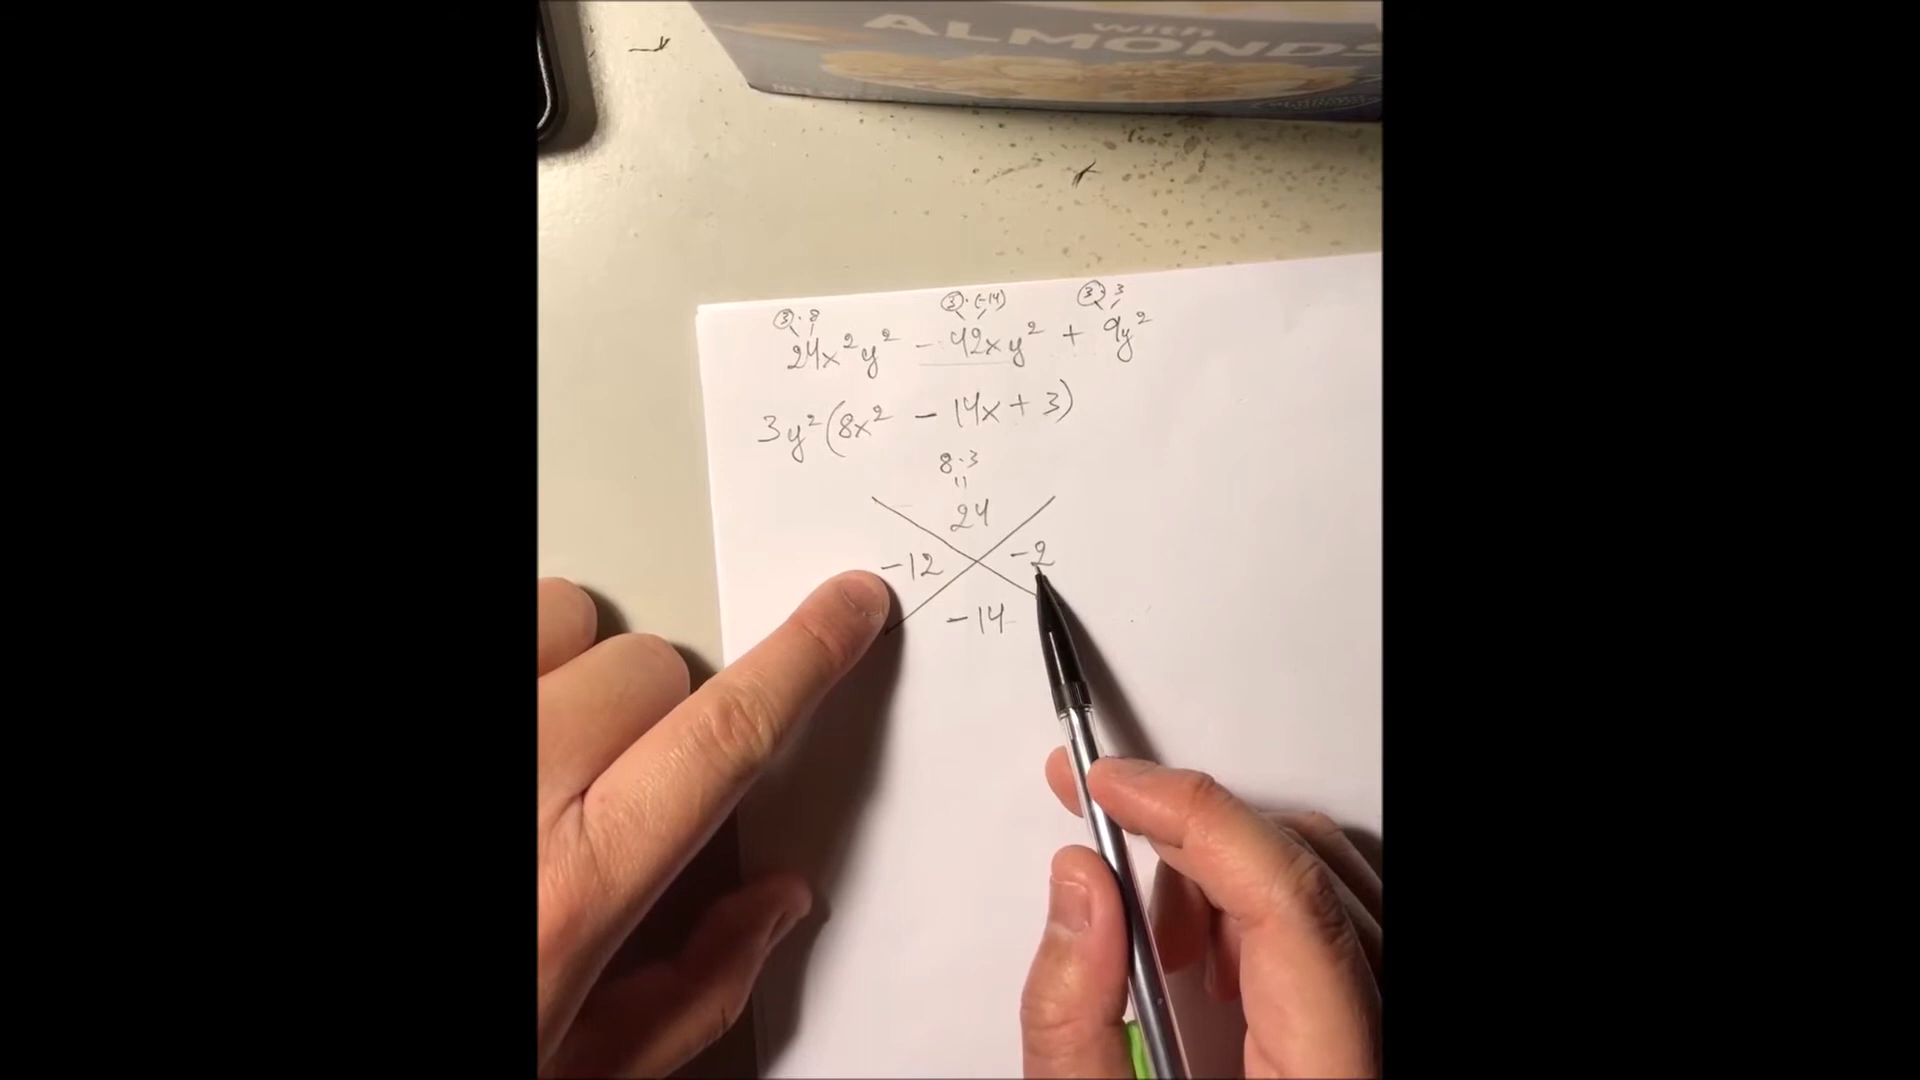 with
ALMONDS
3 · 8 3 · (-14) 3 · 3
24x²y² - 42xy² + 9y²
3y²(8x² - 14x + 3)
8 · 3
11
24
-12 -2
-14